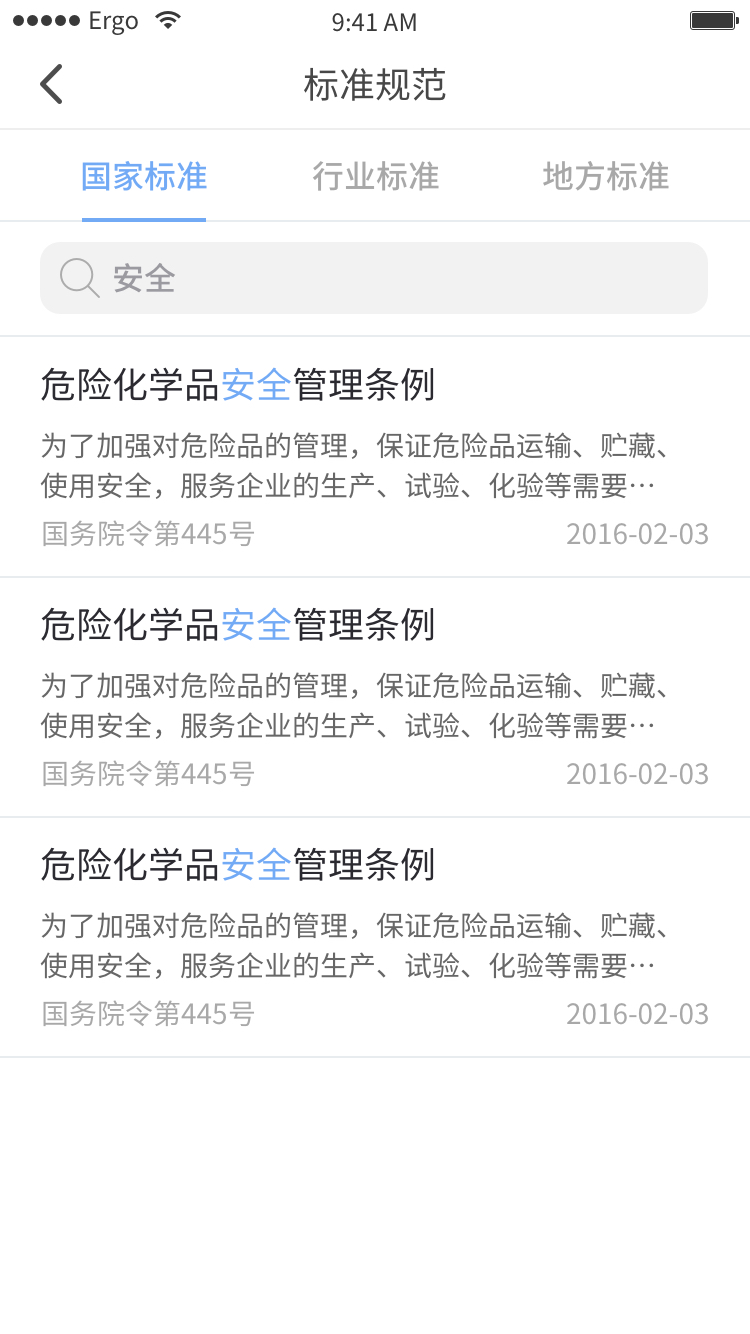 Ergo 9:41 AM
标准规范
国家标准 行业标准 地方标准
安全
危险化学品安全管理条例
为了加强对危险品的管理，保证危险品运输、贮藏、
使用安全，服务企业的生产、试验、化验等需要…
国务院令第445号 2016-02-03
危险化学品安全管理条例
为了加强对危险品的管理，保证危险品运输、贮藏、
使用安全，服务企业的生产、试验、化验等需要…
国务院令第445号 2016-02-03
危险化学品安全管理条例
为了加强对危险品的管理，保证危险品运输、贮藏、
使用安全，服务企业的生产、试验、化验等需要…
国务院令第445号 2016-02-03